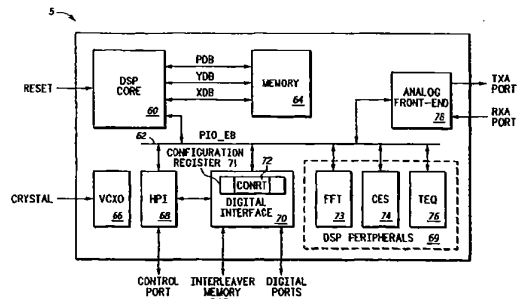 5
PDB
YDB
XDB
DSP
CORE
60
MEMORY
64
ANALOG
FRONT-END
78
TXA
PORT
RXA
PORT
RESET
62
PIO_EB
CONFIGURATION
REGISTER 71
72
CONRT
CRYSTAL
VCXO
66
HPI
68
DIGITAL
INTERFACE
70
FFT
73
CES
74
TEQ
76
DSP PERIPHERALS 69
CONTROL
PORT
INTERLEAVER
MEMORY
DIGITAL
PORTS